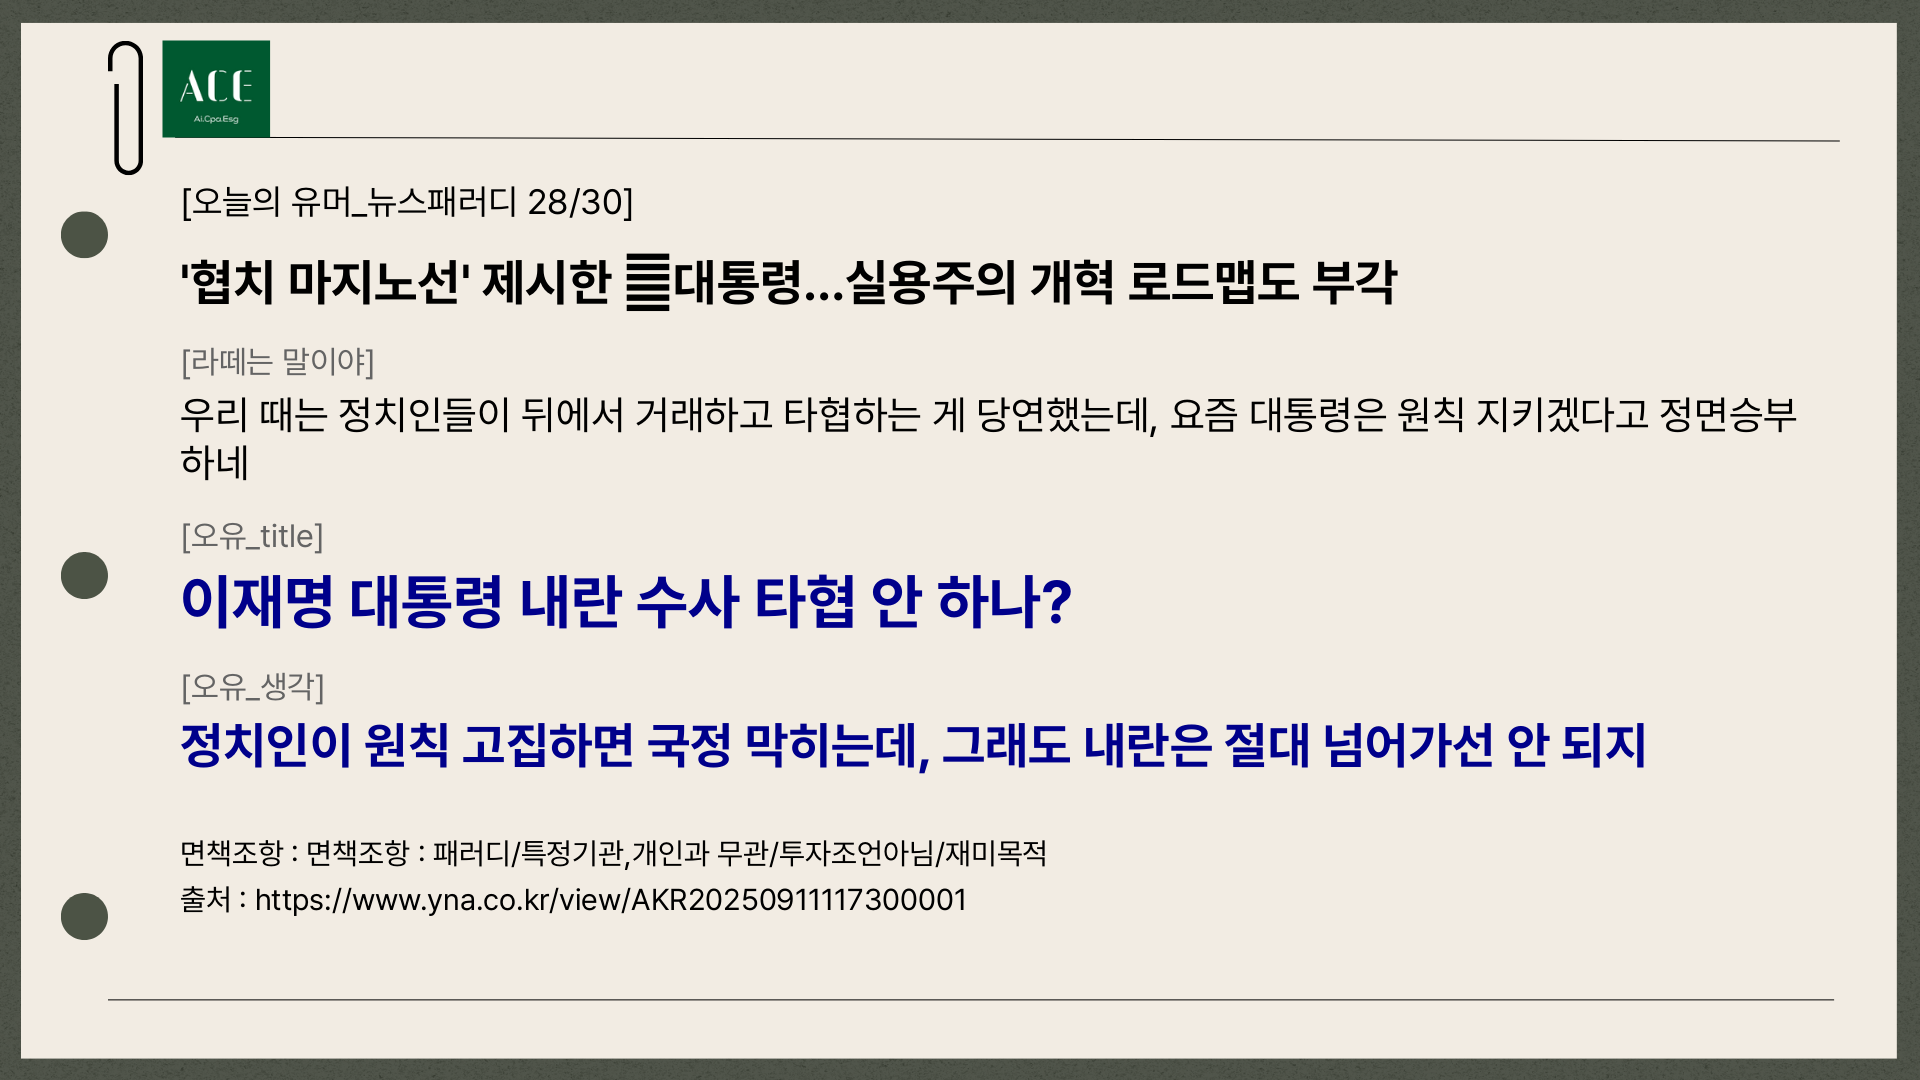 ACE
Ai.Cpa.Esg
[오늘의 유머_뉴스패러디 28/30]
'협치 마지노선' 제시한 대통령...실용주의 개혁 로드맵도 부각
[라떼는 말이야]
우리 때는 정치인들이 뒤에서 거래하고 타협하는 게 당연했는데, 요즘 대통령은 원칙 지키겠다고 정면승부
하네
[오유_title]
이재명 대통령 내란 수사 타협 안 하나?
[오유_생각]
정치인이 원칙 고집하면 국정 막히는데, 그래도 내란은 절대 넘어가선 안 되지
면책조항 : 면책조항 : 패러디/특정기관,개인과 무관/투자조언아님/재미목적
출처 : https://www.yna.co.kr/view/AKR20250911117300001